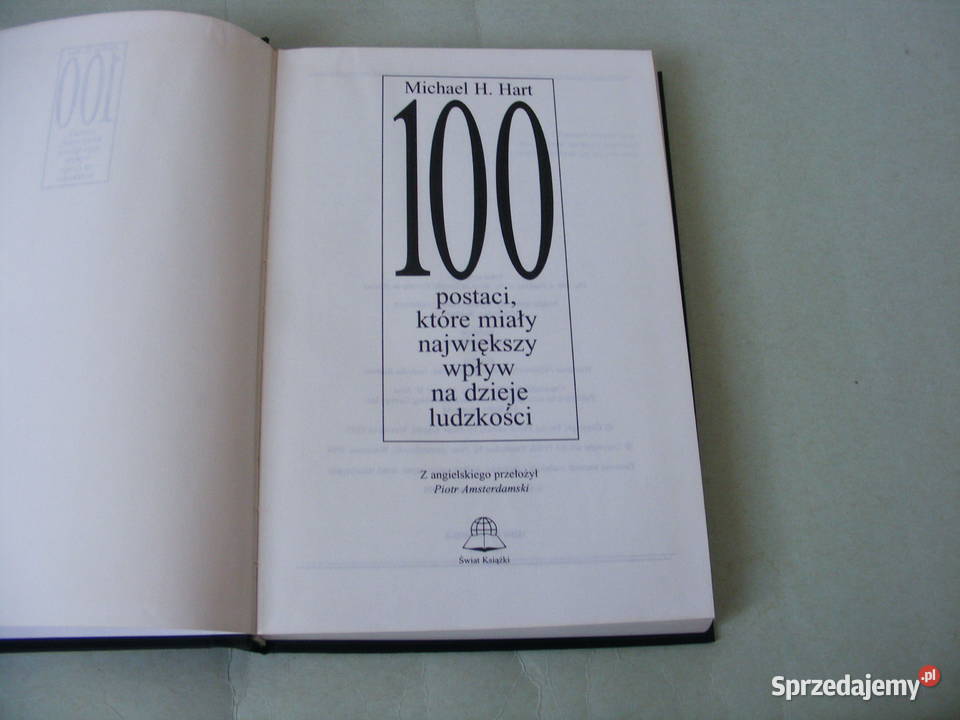 Michael H. Hart
100
postaci,
które miały
największy
wpływ
na dzieje
ludzkości
Z angielskiego przełożył
Piotr Amsterdamski
Świat Książki
Sprzedajemy.pl